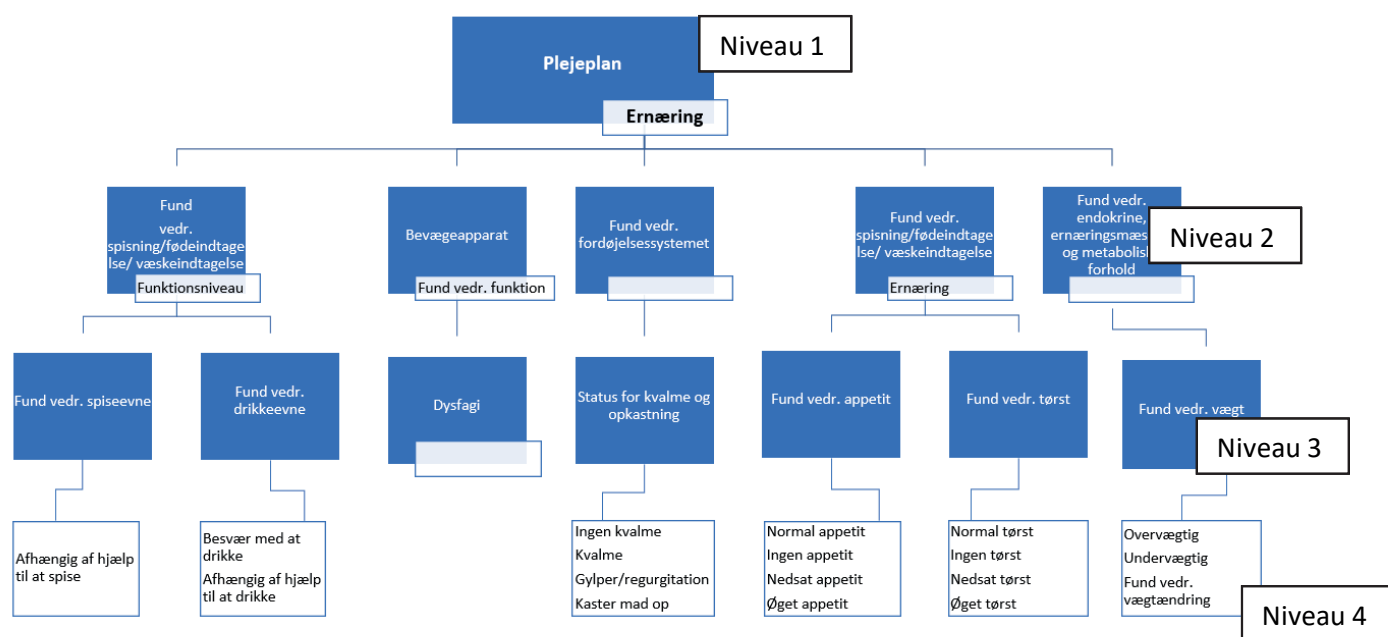 Plejeplan
Niveau 1
Ernæring
Fund
vedr.
spisning/fødeindtage
lse/ væskeindtagelse
Funktionsniveau
Bevægeapparat
Fund vedr. funktion
Fund vedr.
fordøjelsessystemet
Fund vedr.
spisning/fødeindtage
lse/ væskeindtagelse
Ernæring
Fund vedr.
endokrine,
ernæringsmæs
og metabolisk
forhold
Niveau 2
Fund vedr. spiseevne
Fund vedr.
drikkeevne
Dysfagi
Status for kvalme og
opkastning
Fund vedr. appetit
Fund vedr. tørst
Fund vedr. vægt
Niveau 3
Afhængig af hjælp
til at spise
Besvær med at
drikke
Afhængig af hjælp
til at drikke
Ingen kvalme
Kvalme
Gylper/regurgitation
Kaster mad op
Normal appetit
Ingen appetit
Nedsat appetit
Øget appetit
Normal tørst
Ingen tørst
Nedsat tørst
Øget tørst
Overvægtig
Undervægtig
Fund vedr.
vægtændring
Niveau 4